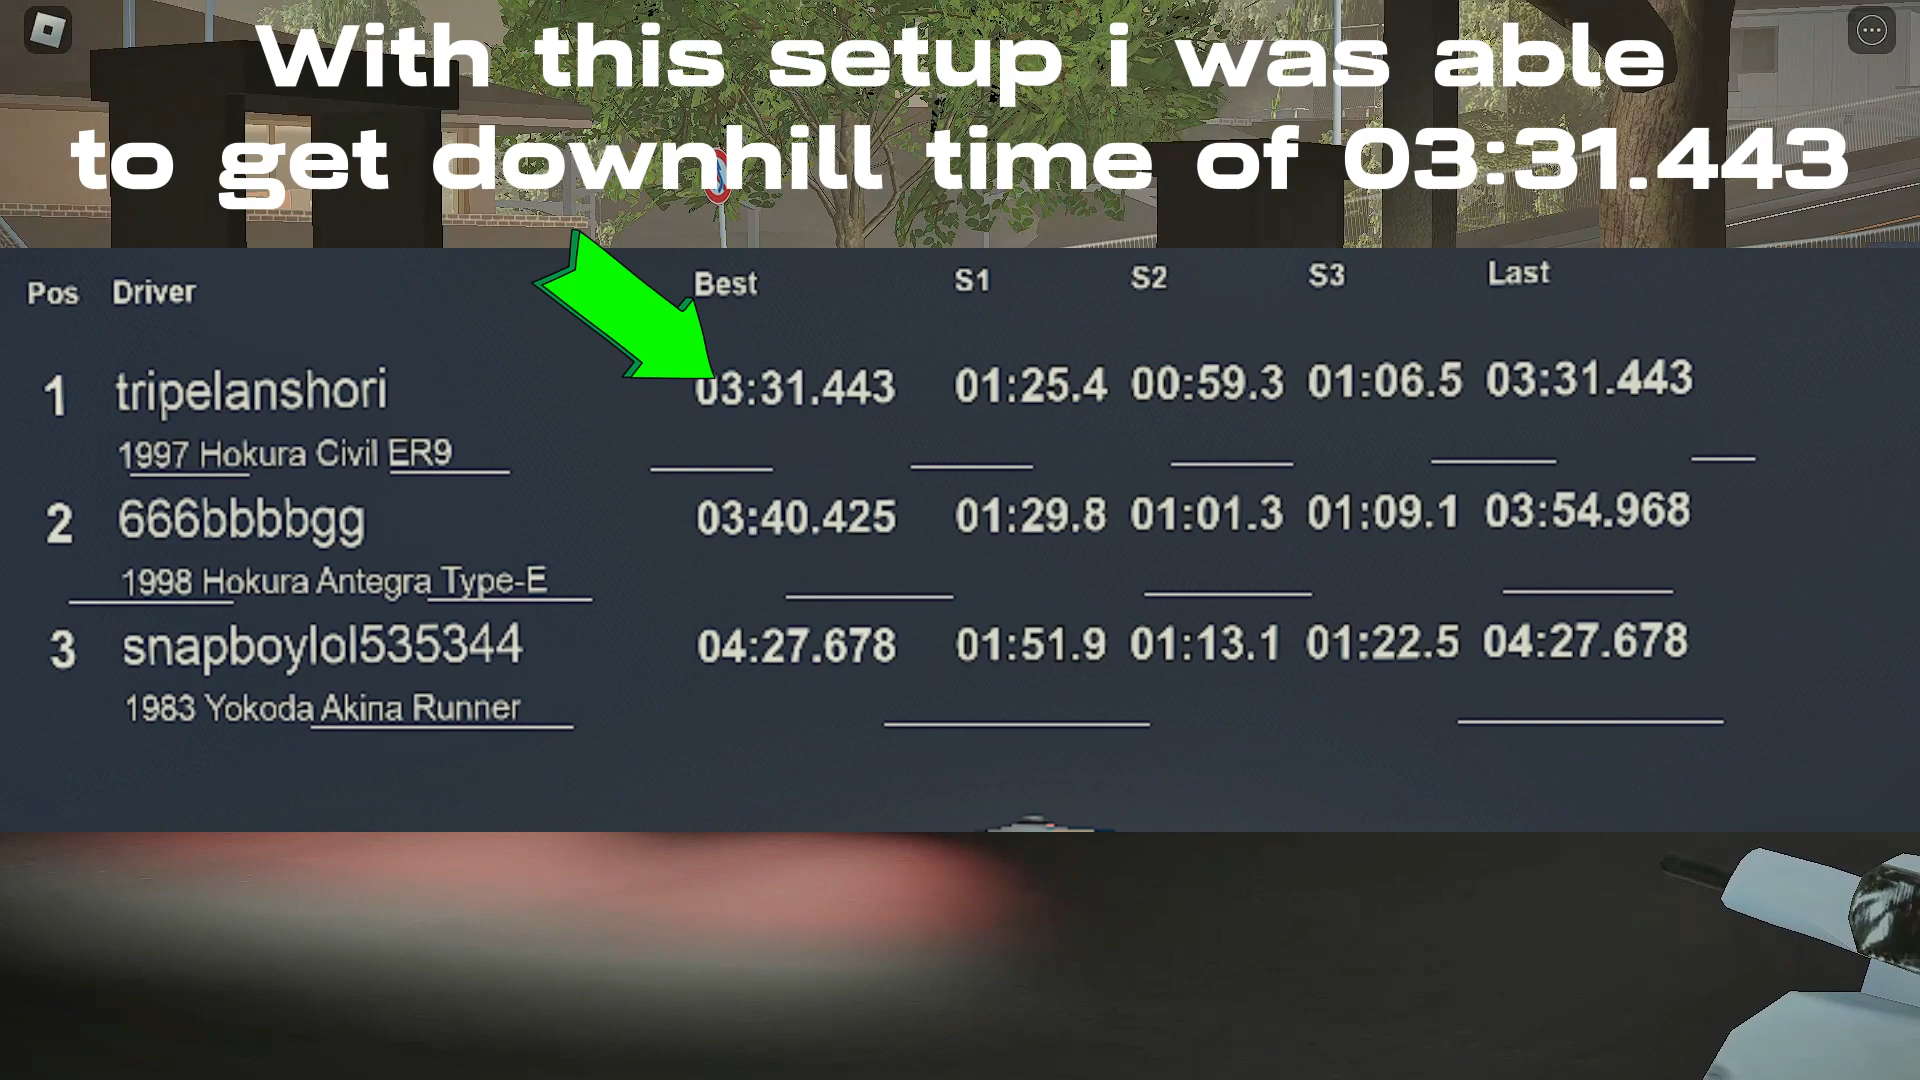 With this setup i was able
to get downhill time of 03:31.443
Pos Driver Best S1 S2 S3 Last
1 tripelanshori 03:31.443 01:25.4 00:59.3 01:06.5 03:31.443
1997 Hokura Civil ER9
2 666bbbbgg 03:40.425 01:29.8 01:01.3 01:09.1 03:54.968
1998 Hokura Antegra Type-E
3 snapboylol535344 04:27.678 01:51.9 01:13.1 01:22.5 04:27.678
1983 Yokoda Akina Runner